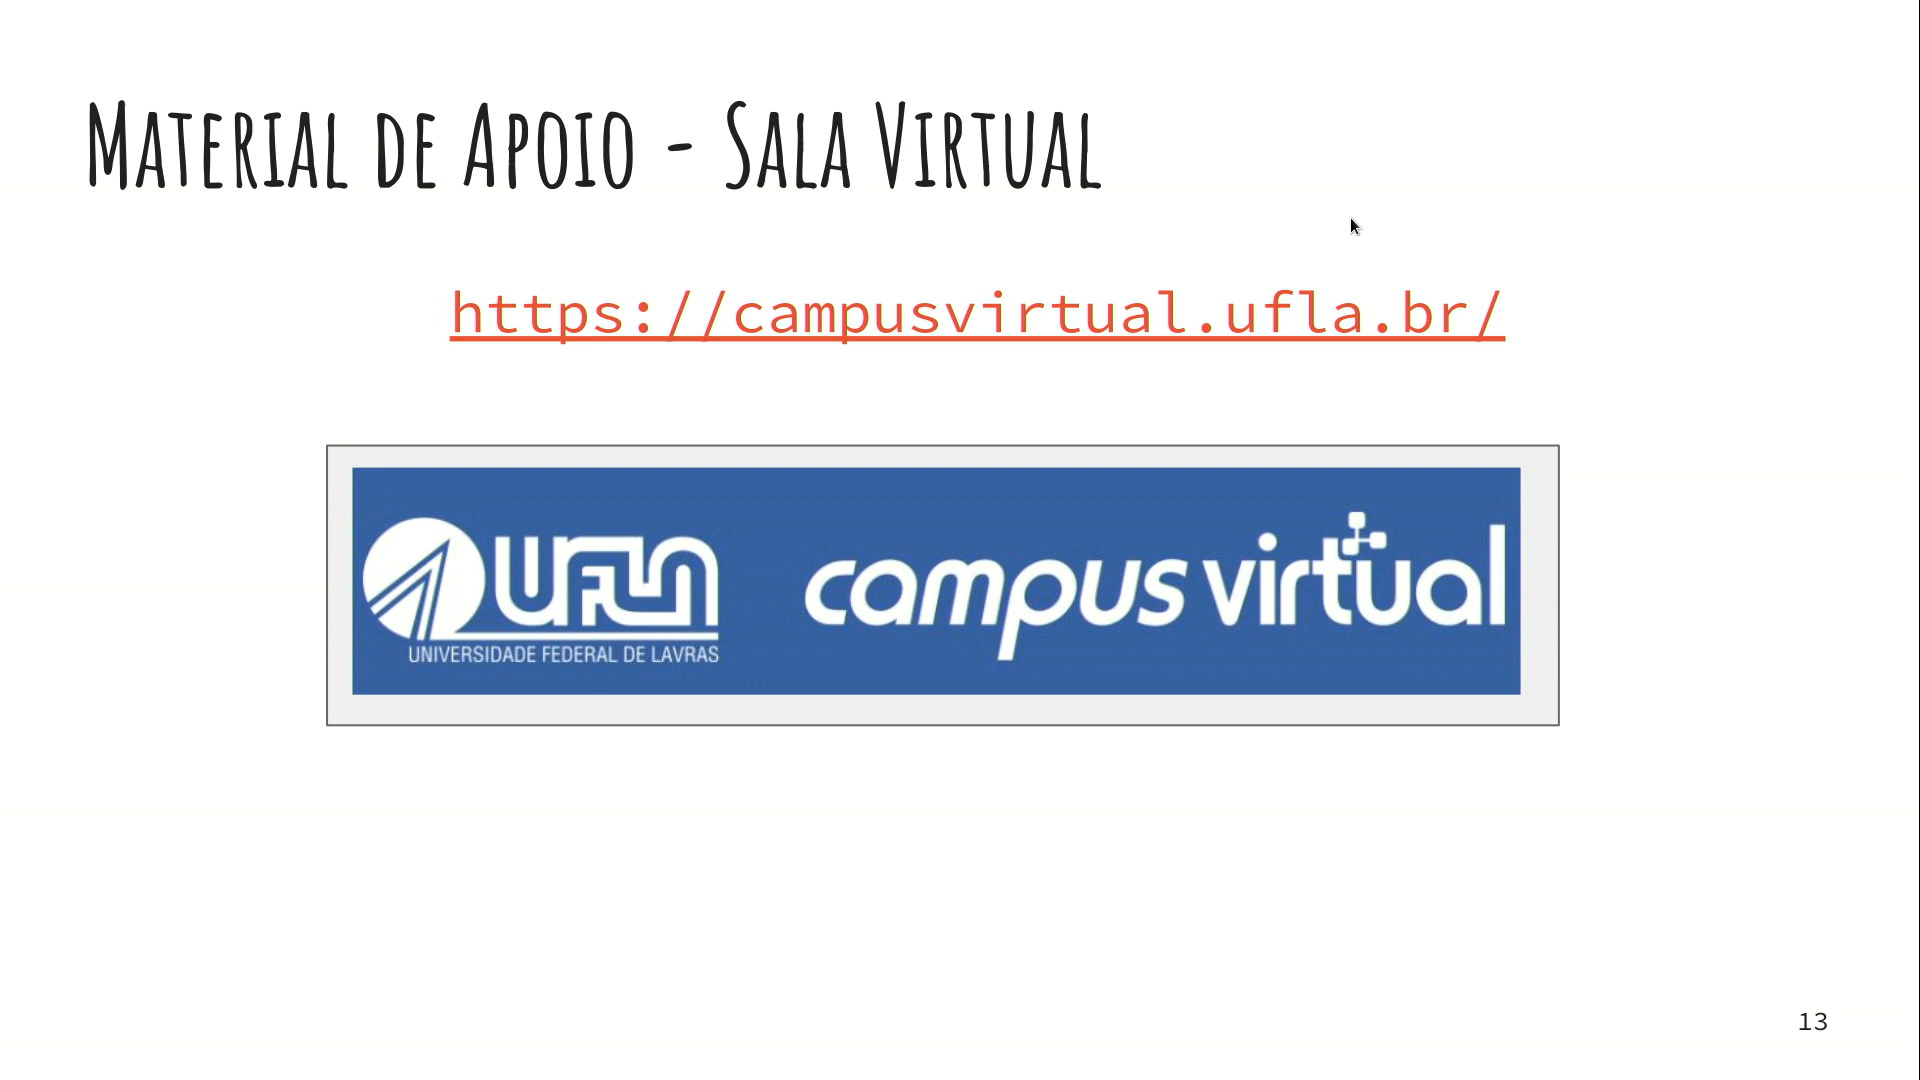 Material de Apoio - Sala Virtual
https://campusvirtual.ufla.br/
UFLA campus virtual
UNIVERSIDADE FEDERAL DE LAVRAS
13